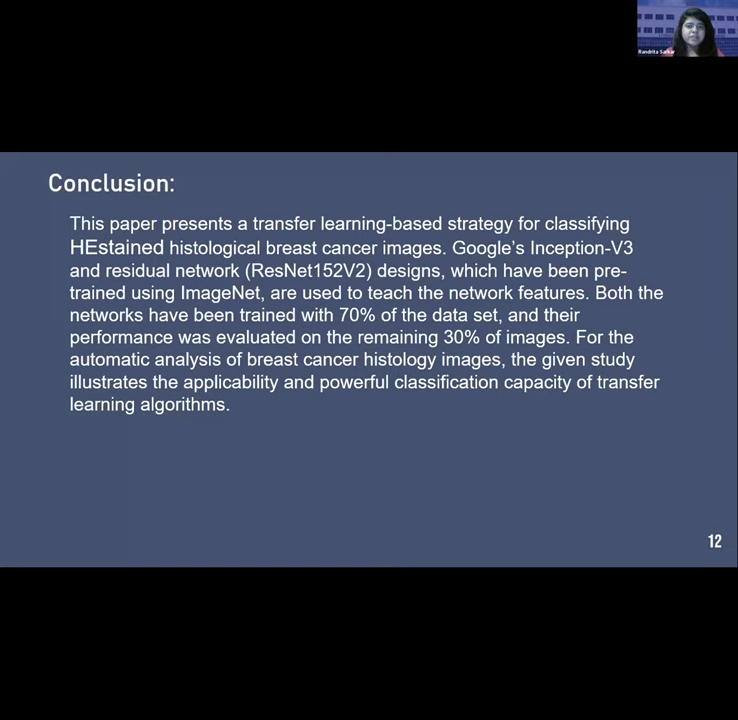 Randrita Sarkar
Conclusion:
This paper presents a transfer learning-based strategy for classifying
HEstained histological breast cancer images. Google's Inception-V3
and residual network (ResNet152V2) designs, which have been pre-
trained using ImageNet, are used to teach the network features. Both the
networks have been trained with 70% of the data set, and their
performance was evaluated on the remaining 30% of images. For the
automatic analysis of breast cancer histology images, the given study
illustrates the applicability and powerful classification capacity of transfer
learning algorithms.
12